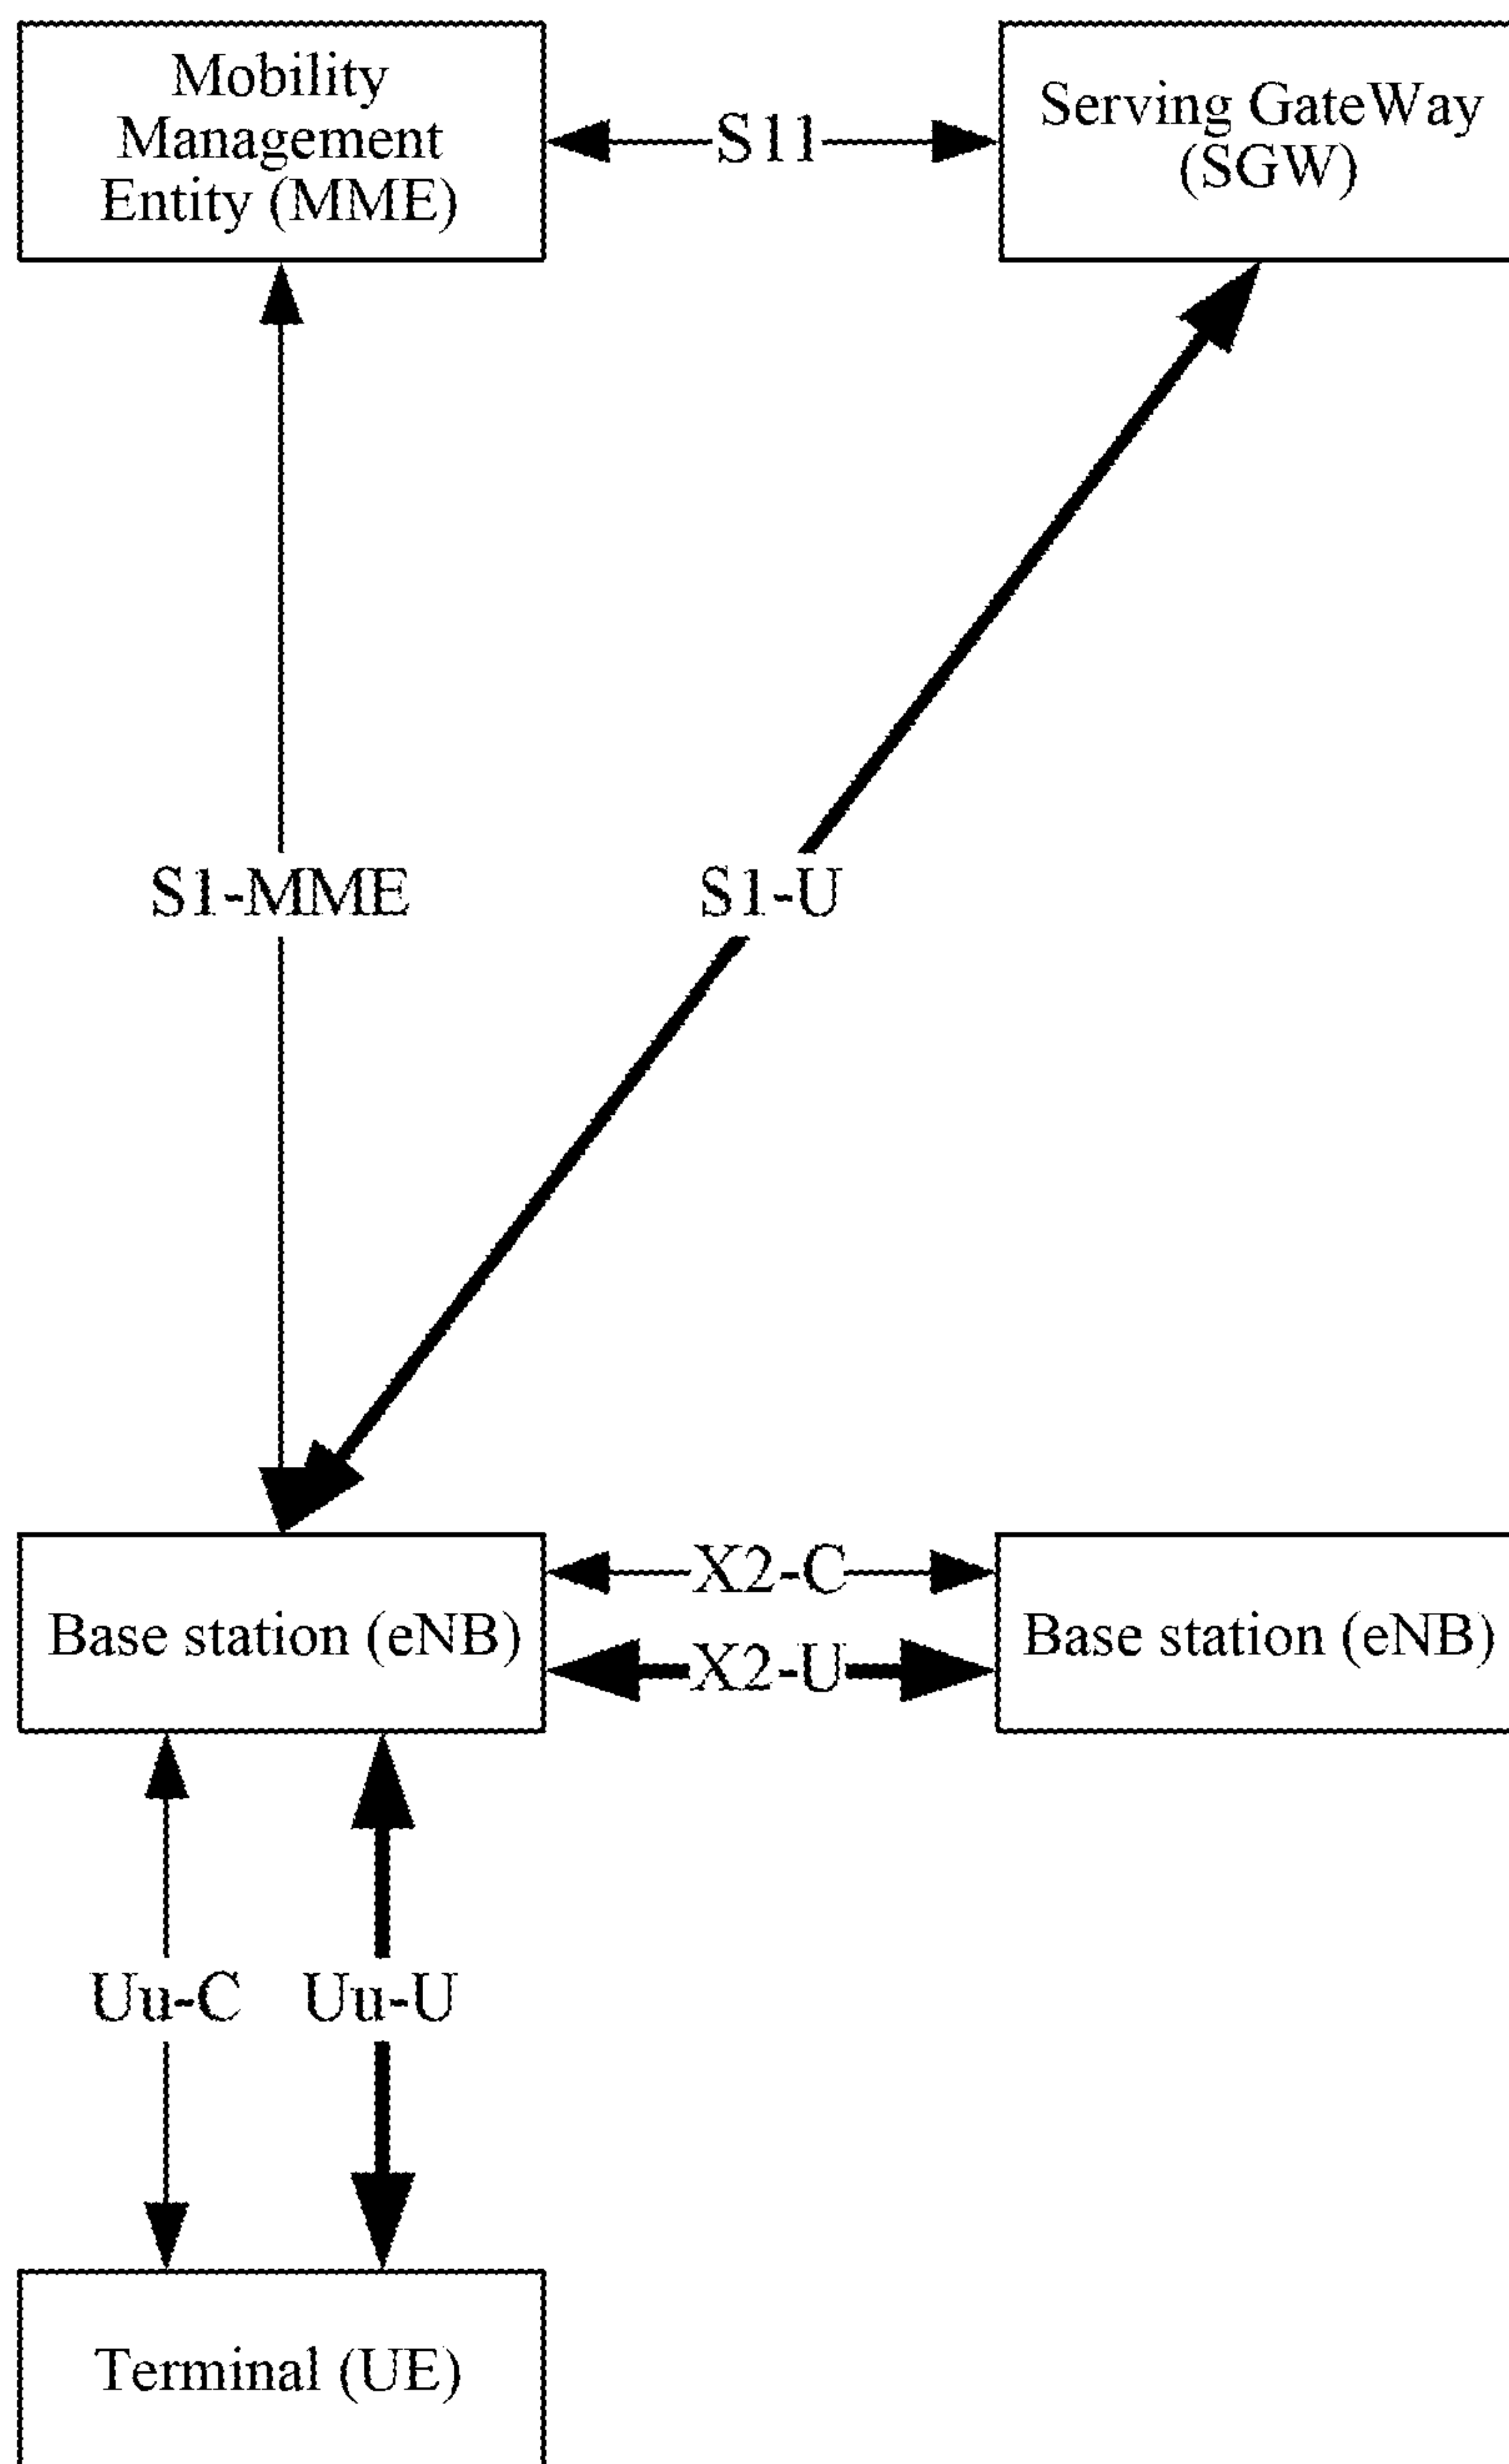 Mobility
Management
Entity (MME)
S11
Serving GateWay
(SGW)
S1-MME
S1-U
Base station (eNB)
X2-C
X2-U
Base station (eNB)
Uu-C
Uu-U
Terminal (UE)